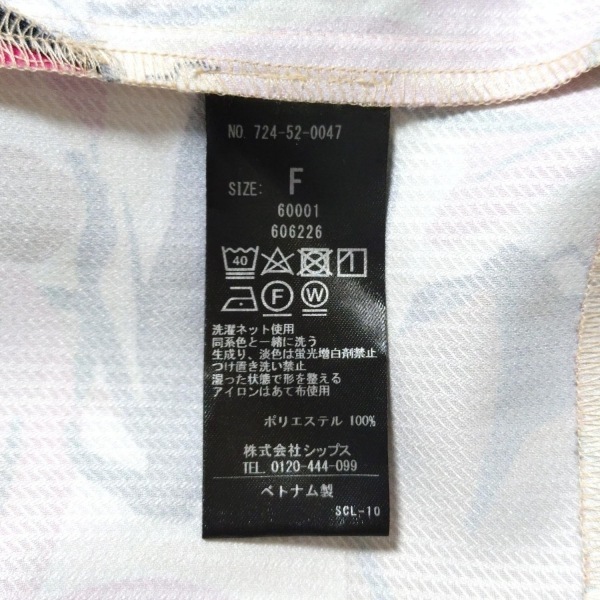 NO. 724-52-0047
SIZE: F
60001
606226
40
F W
洗濯ネット使用
同系色と一緒に洗う
生成り、淡色は蛍光増白剤禁止
つけ置き洗い禁止
湿った状態で形を整える
アイロンはあて布使用
ポリエステル 100%
株式会社シップス
TEL. 0120-444-099
ベトナム製
SCL-10